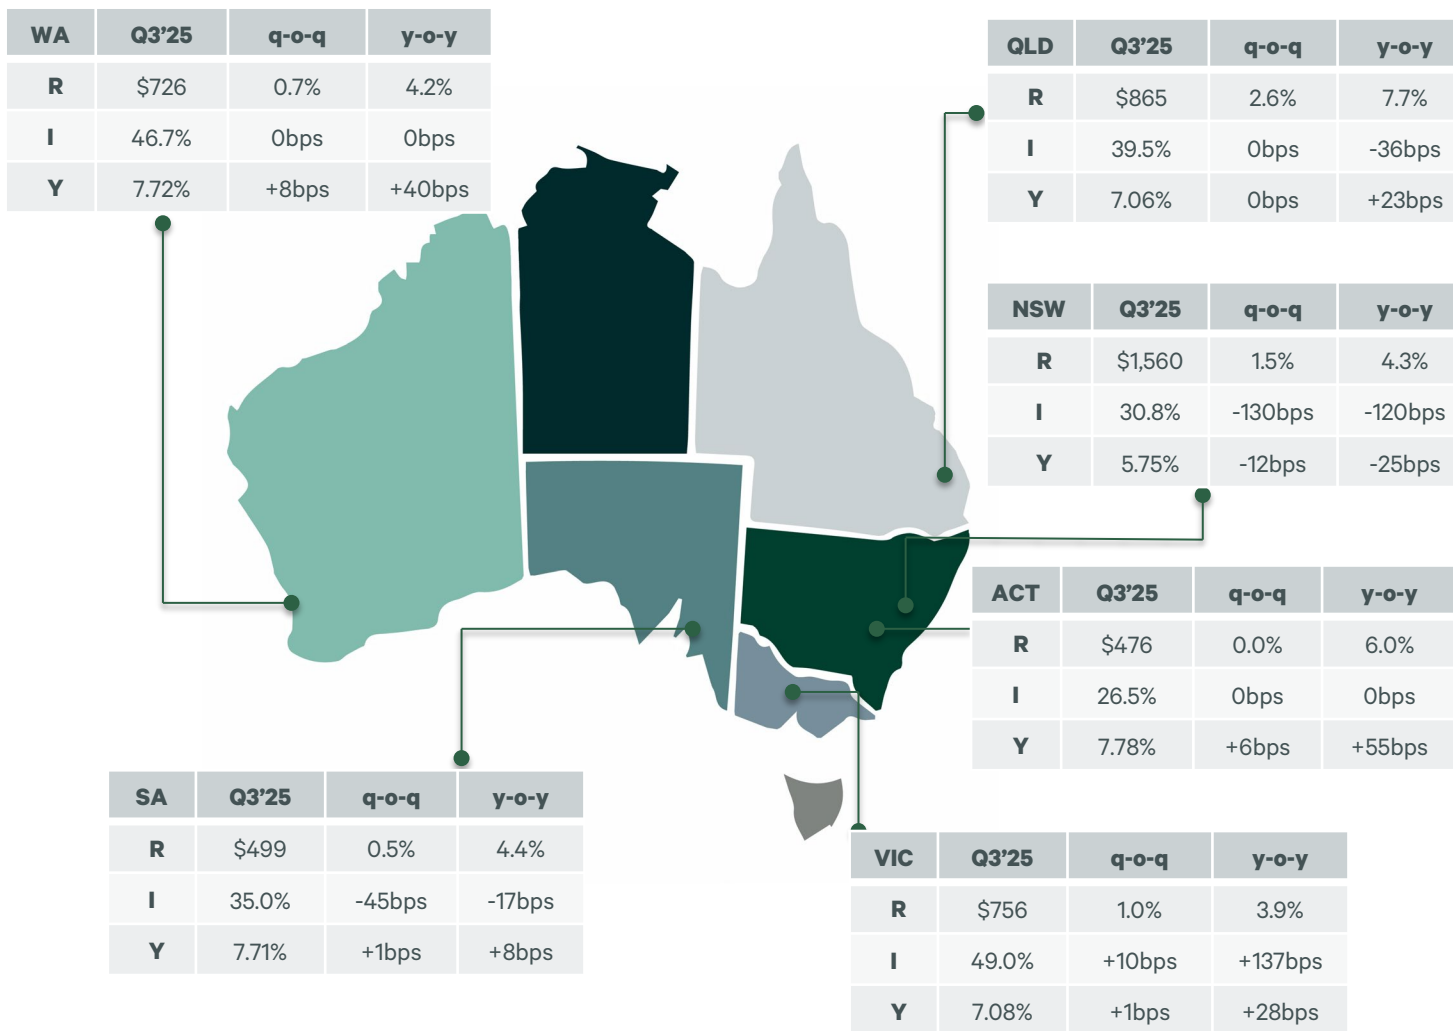 WA Q3’25 q-o-q y-o-y
R $726 0.7% 4.2%
I 46.7% 0bps 0bps
Y 7.72% +8bps +40bps
QLD Q3’25 q-o-q y-o-y
R $865 2.6% 7.7%
I 39.5% 0bps -36bps
Y 7.06% 0bps +23bps
NSW Q3’25 q-o-q y-o-y
R $1,560 1.5% 4.3%
I 30.8% -130bps -120bps
Y 5.75% -12bps -25bps
ACT Q3’25 q-o-q y-o-y
R $476 0.0% 6.0%
I 26.5% 0bps 0bps
Y 7.78% +6bps +55bps
SA Q3’25 q-o-q y-o-y
R $499 0.5% 4.4%
I 35.0% -45bps -17bps
Y 7.71% +1bps +8bps
VIC Q3’25 q-o-q y-o-y
R $756 1.0% 3.9%
I 49.0% +10bps +137bps
Y 7.08% +1bps +28bps